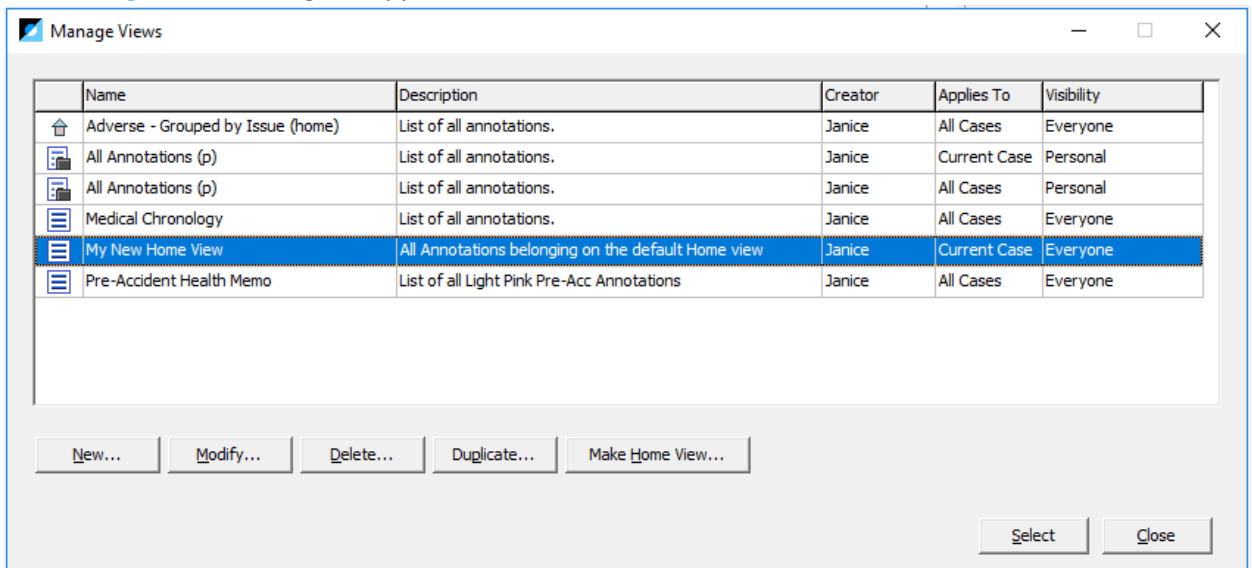 Manage Views
Name Description Creator Applies To Visibility
Adverse - Grouped by Issue (home) List of all annotations. Janice All Cases Everyone
All Annotations (p) List of all annotations. Janice Current Case Personal
All Annotations (p) List of all annotations. Janice All Cases Personal
Medical Chronology List of all annotations. Janice All Cases Everyone
My New Home View All Annotations belonging on the default Home view Janice Current Case Everyone
Pre-Accident Health Memo List of all Light Pink Pre-Acc Annotations Janice All Cases Everyone
New... Modify... Delete... Duplicate... Make Home View...
Select Close